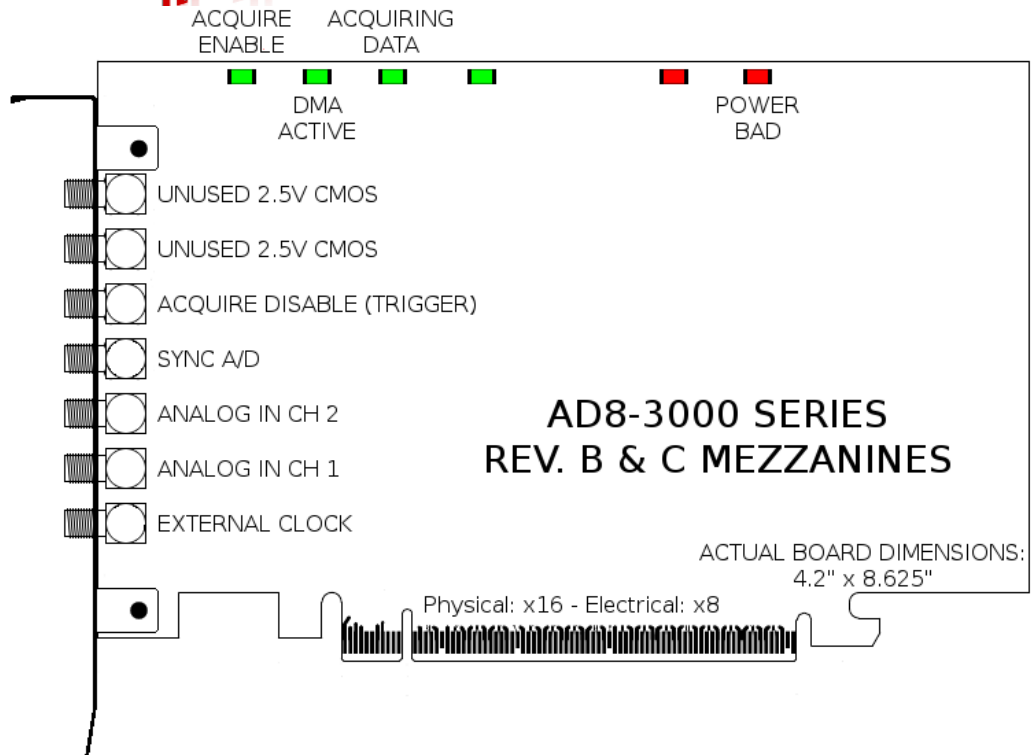 ACQUIRE
ENABLE
ACQUIRING
DATA
DMA
ACTIVE
POWER
BAD
UNUSED 2.5V CMOS
UNUSED 2.5V CMOS
ACQUIRE DISABLE (TRIGGER)
SYNC A/D
ANALOG IN CH 2
ANALOG IN CH 1
EXTERNAL CLOCK
AD8-3000 SERIES
REV. B & C MEZZANINES
ACTUAL BOARD DIMENSIONS:
4.2" x 8.625"
Physical: x16 - Electrical: x8